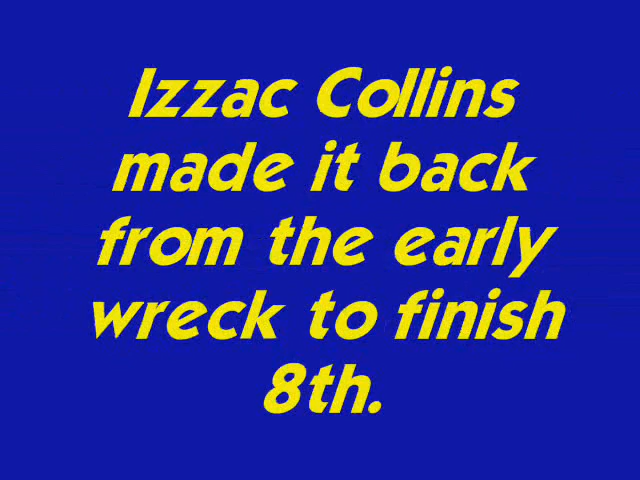 Izzac Collins
made it back
from the early
wreck to finish
8th.